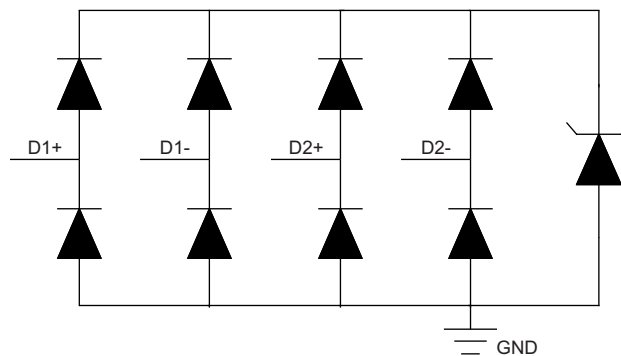 D1+
D1-
D2+
D2-
GND